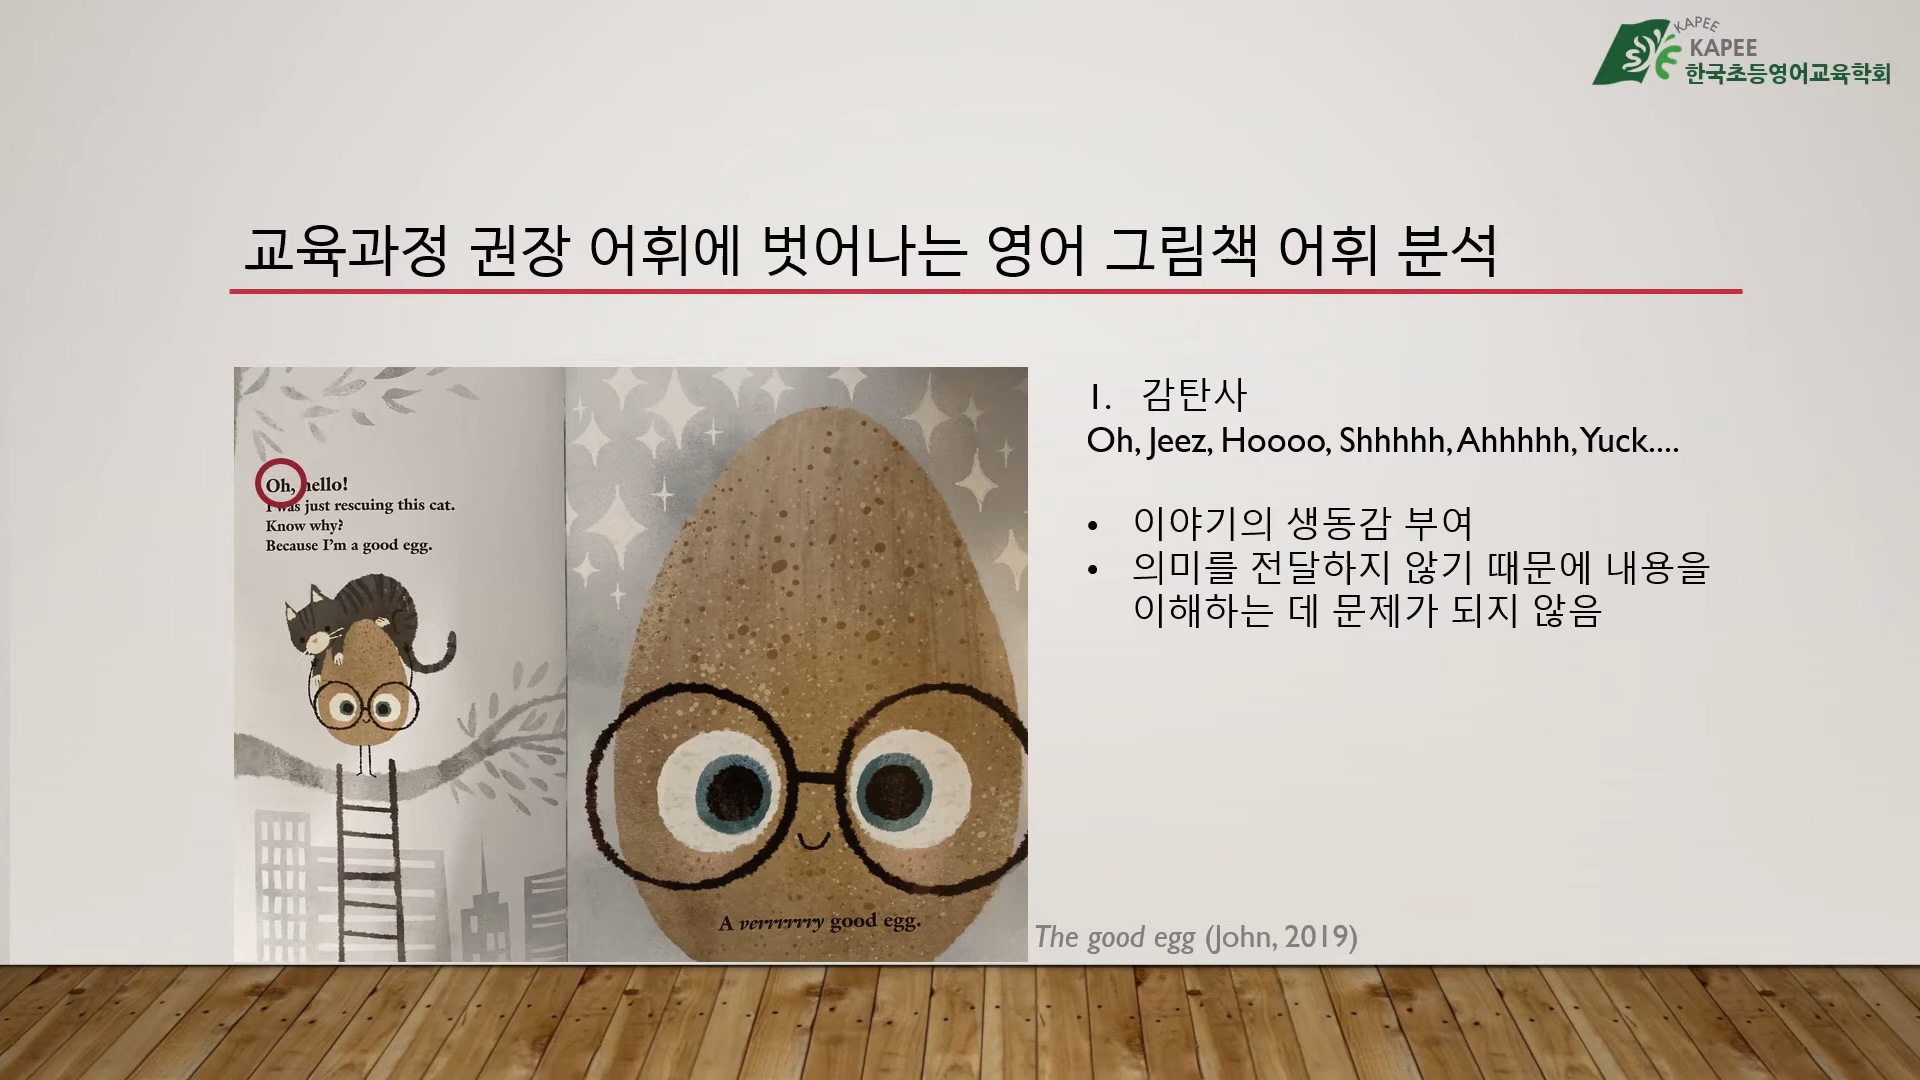 KAPEE
KAPEE
한국초등영어교육학회
교육과정 권장 어휘에 벗어나는 영어 그림책 어휘 분석
Oh, hello!
I was just rescuing this cat.
Know why?
Because I'm a good egg.
A verrrrrry good egg.
1. 감탄사
Oh, Jeez, Hoooo, Shhhhh, Ahhhhh, Yuck....
• 이야기의 생동감 부여
• 의미를 전달하지 않기 때문에 내용을
이해하는 데 문제가 되지 않음
The good egg (John, 2019)